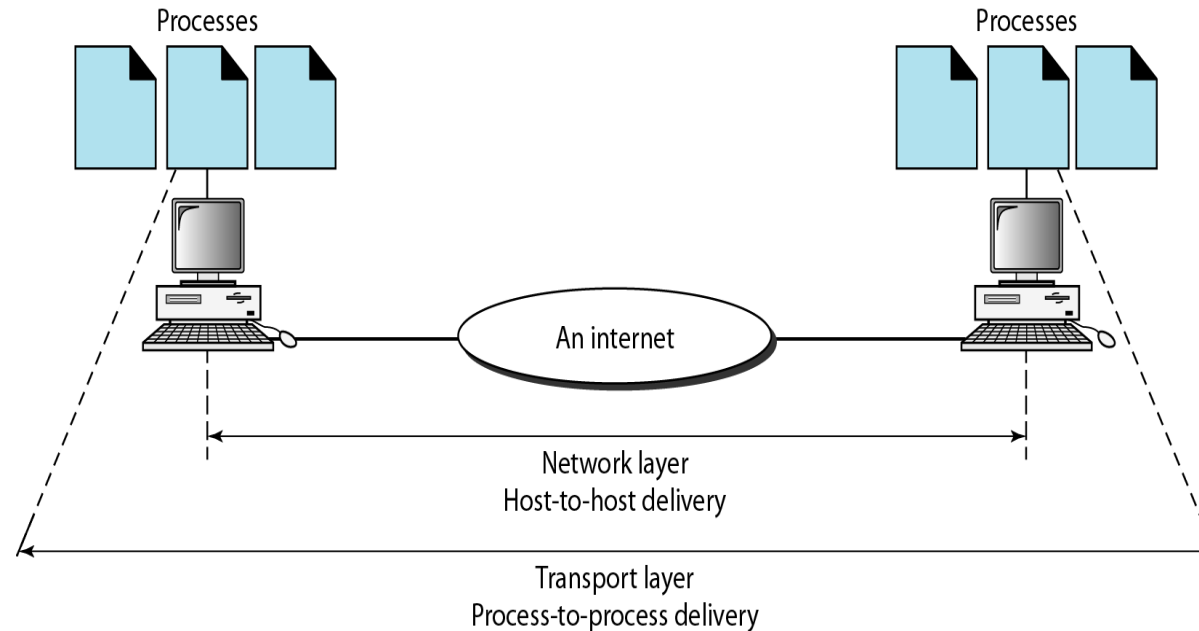 Processes
Processes
An internet
Network layer
Host-to-host delivery
Transport layer
Process-to-process delivery